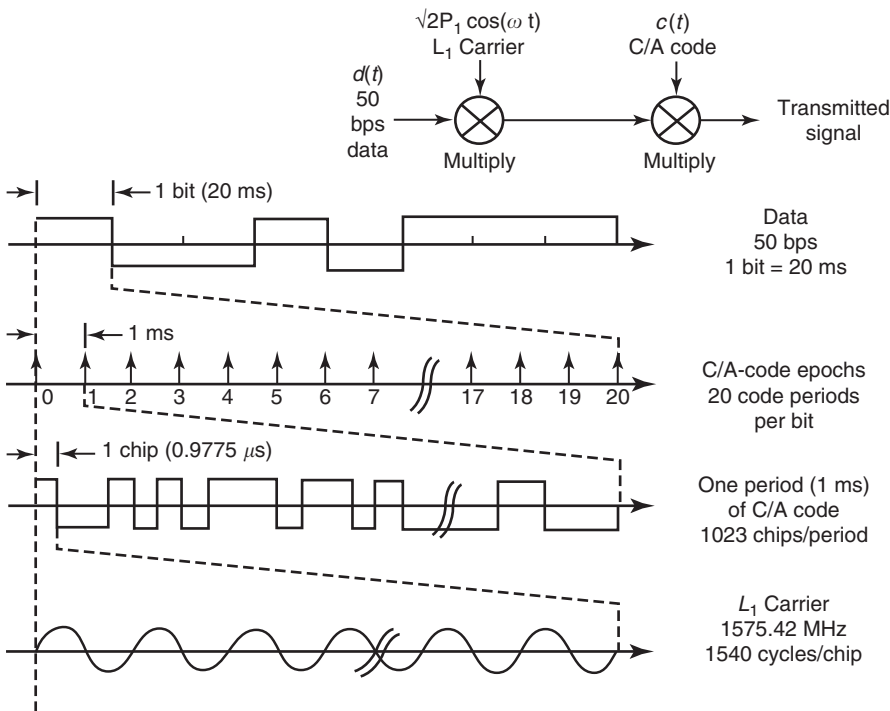 √2P₁ cos(ω t)
L₁ Carrier
c(t)
C/A code
d(t)
50
bps
data
Multiply
Multiply
Transmitted
signal
1 bit (20 ms)
Data
50 bps
1 bit = 20 ms
1 ms
0 1 2 3 4 5 6 7 17 18 19 20
C/A-code epochs
20 code periods
per bit
1 chip (0.9775 μs)
One period (1 ms)
of C/A code
1023 chips/period
L₁ Carrier
1575.42 MHz
1540 cycles/chip